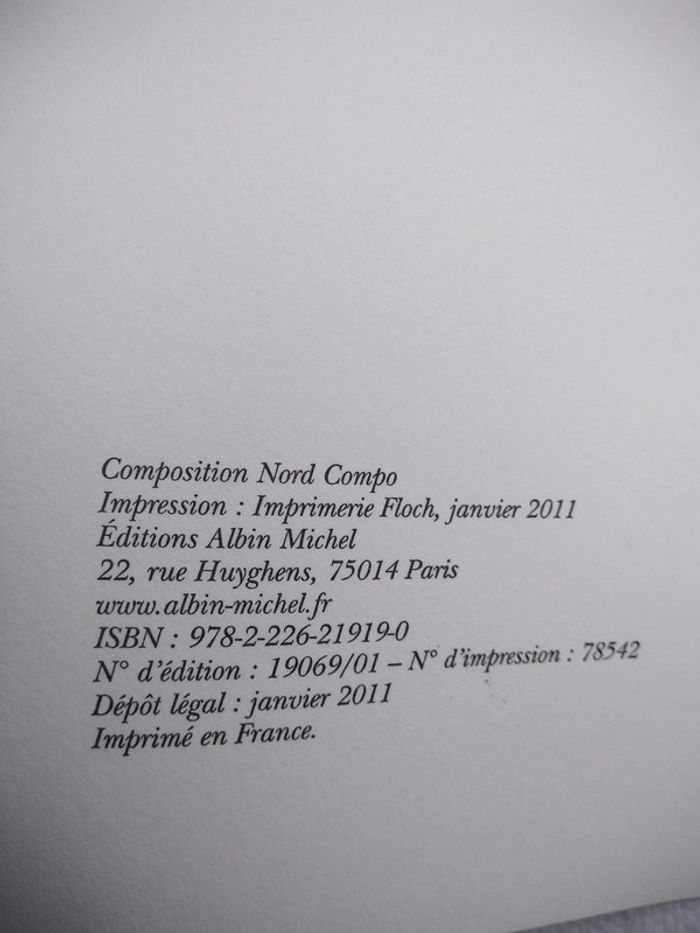 Composition Nord Compo
Impression : Imprimerie Floch, janvier 2011
Éditions Albin Michel
22, rue Huyghens, 75014 Paris
www.albin-michel.fr
ISBN : 978-2-226-21919-0
N° d'édition : 19069/01 – N° d'impression : 78542
Dépôt légal : janvier 2011
Imprimé en France.